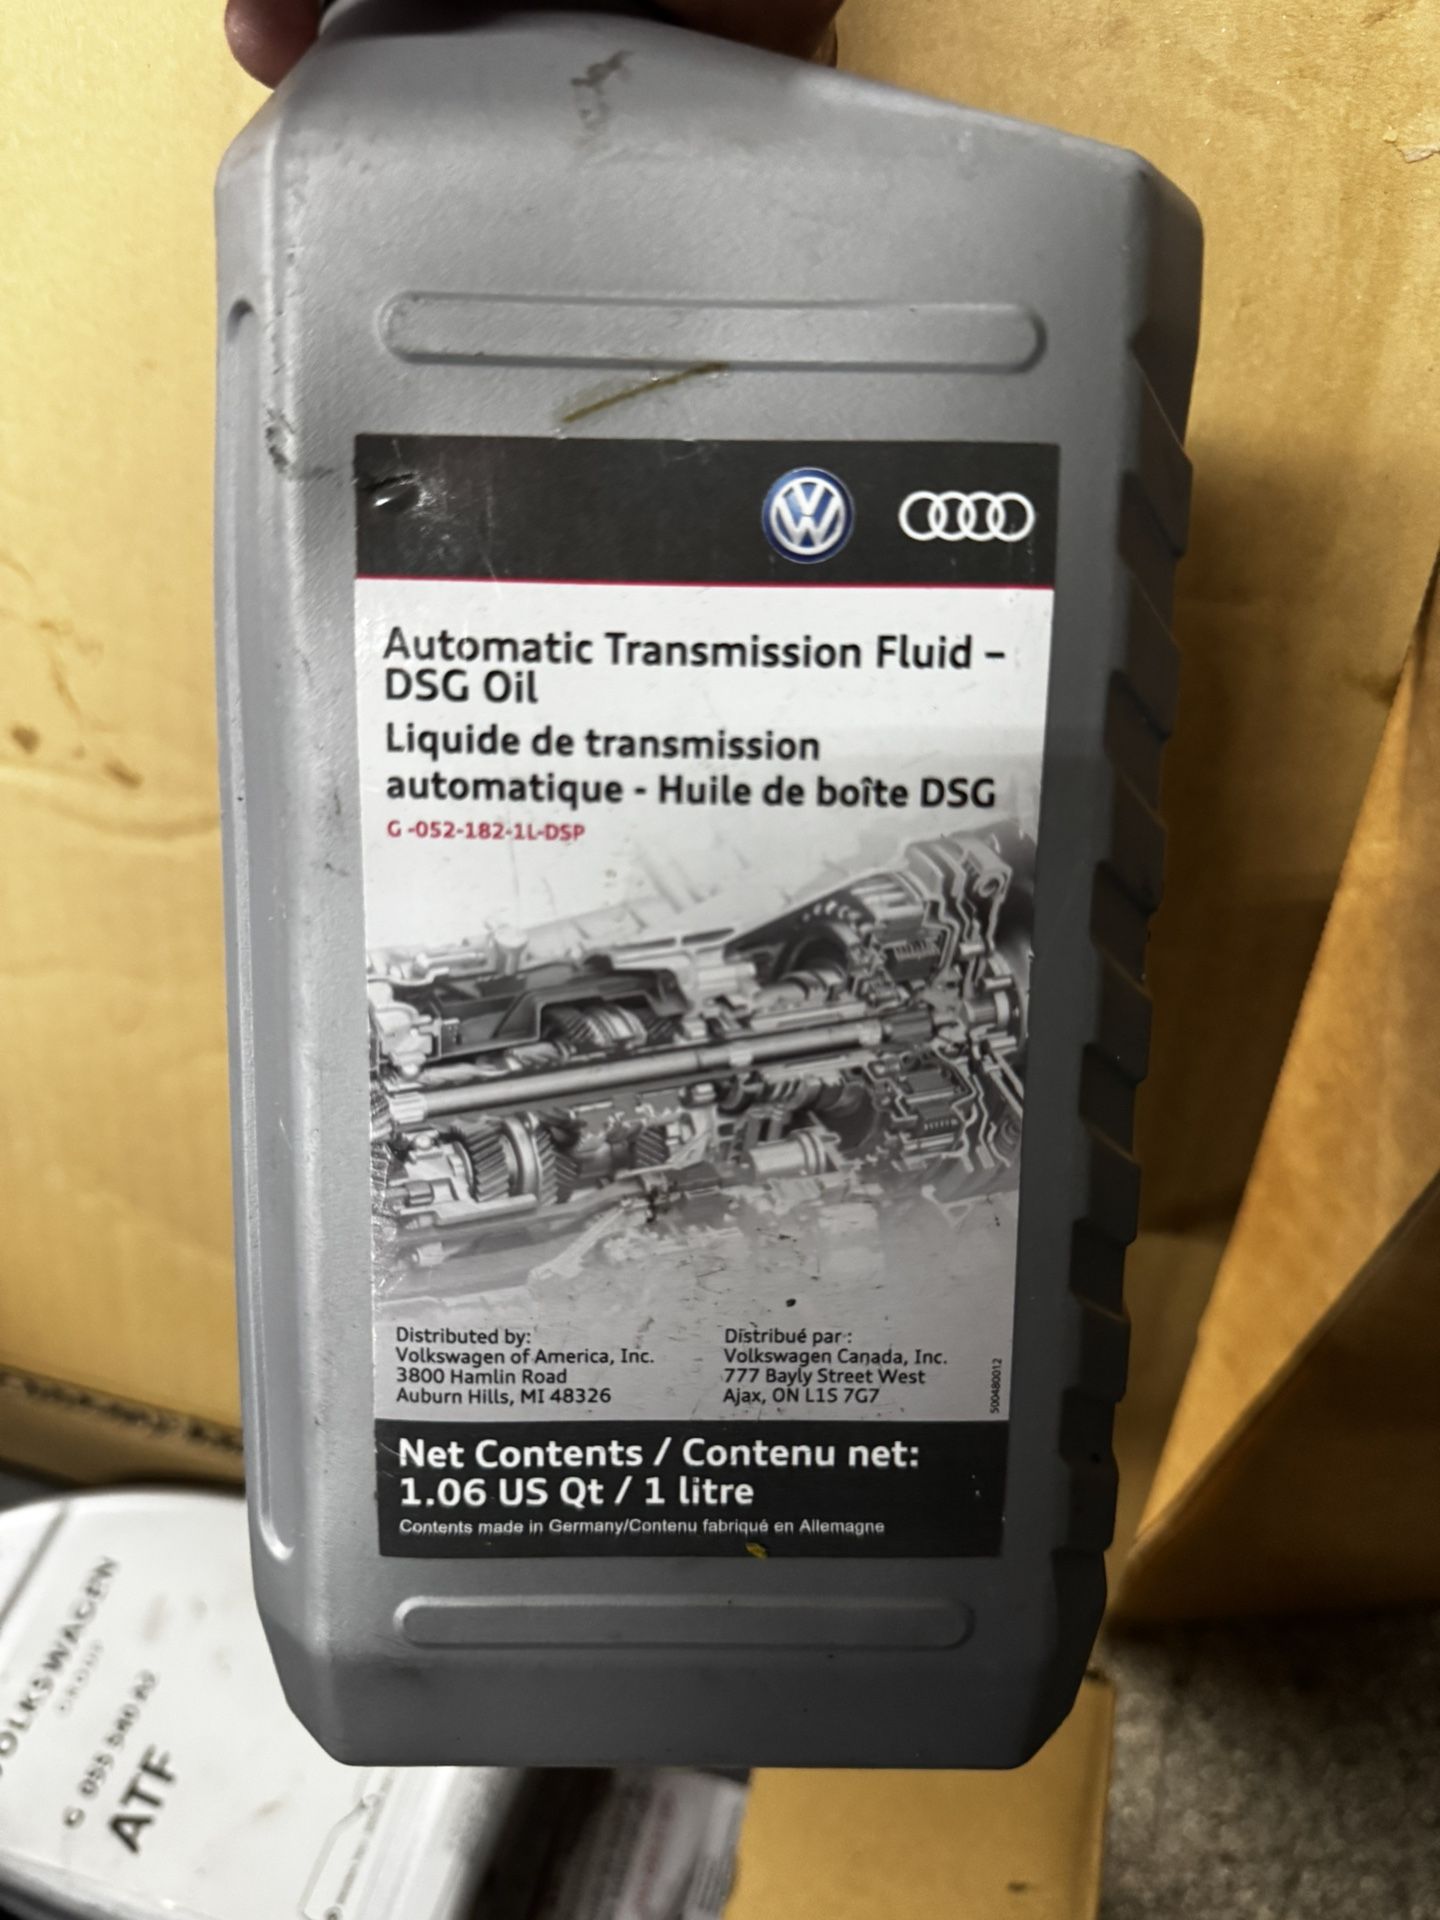 Automatic Transmission Fluid –
DSG Oil
Liquide de transmission
automatique - Huile de boîte DSG
G -052-182-1L-DSP
Distributed by:
Volkswagen of America, Inc.
3800 Hamlin Road
Auburn Hills, MI 48326
Distribué par :
Volkswagen Canada, Inc.
777 Bayly Street West
Ajax, ON L1S 7G7
500480012
Net Contents / Contenu net:
1.06 US Qt / 1 litre
Contents made in Germany/Contenu fabriqué en Allemagne
VOLKSWAGEN
GROUP
G 055
ATF